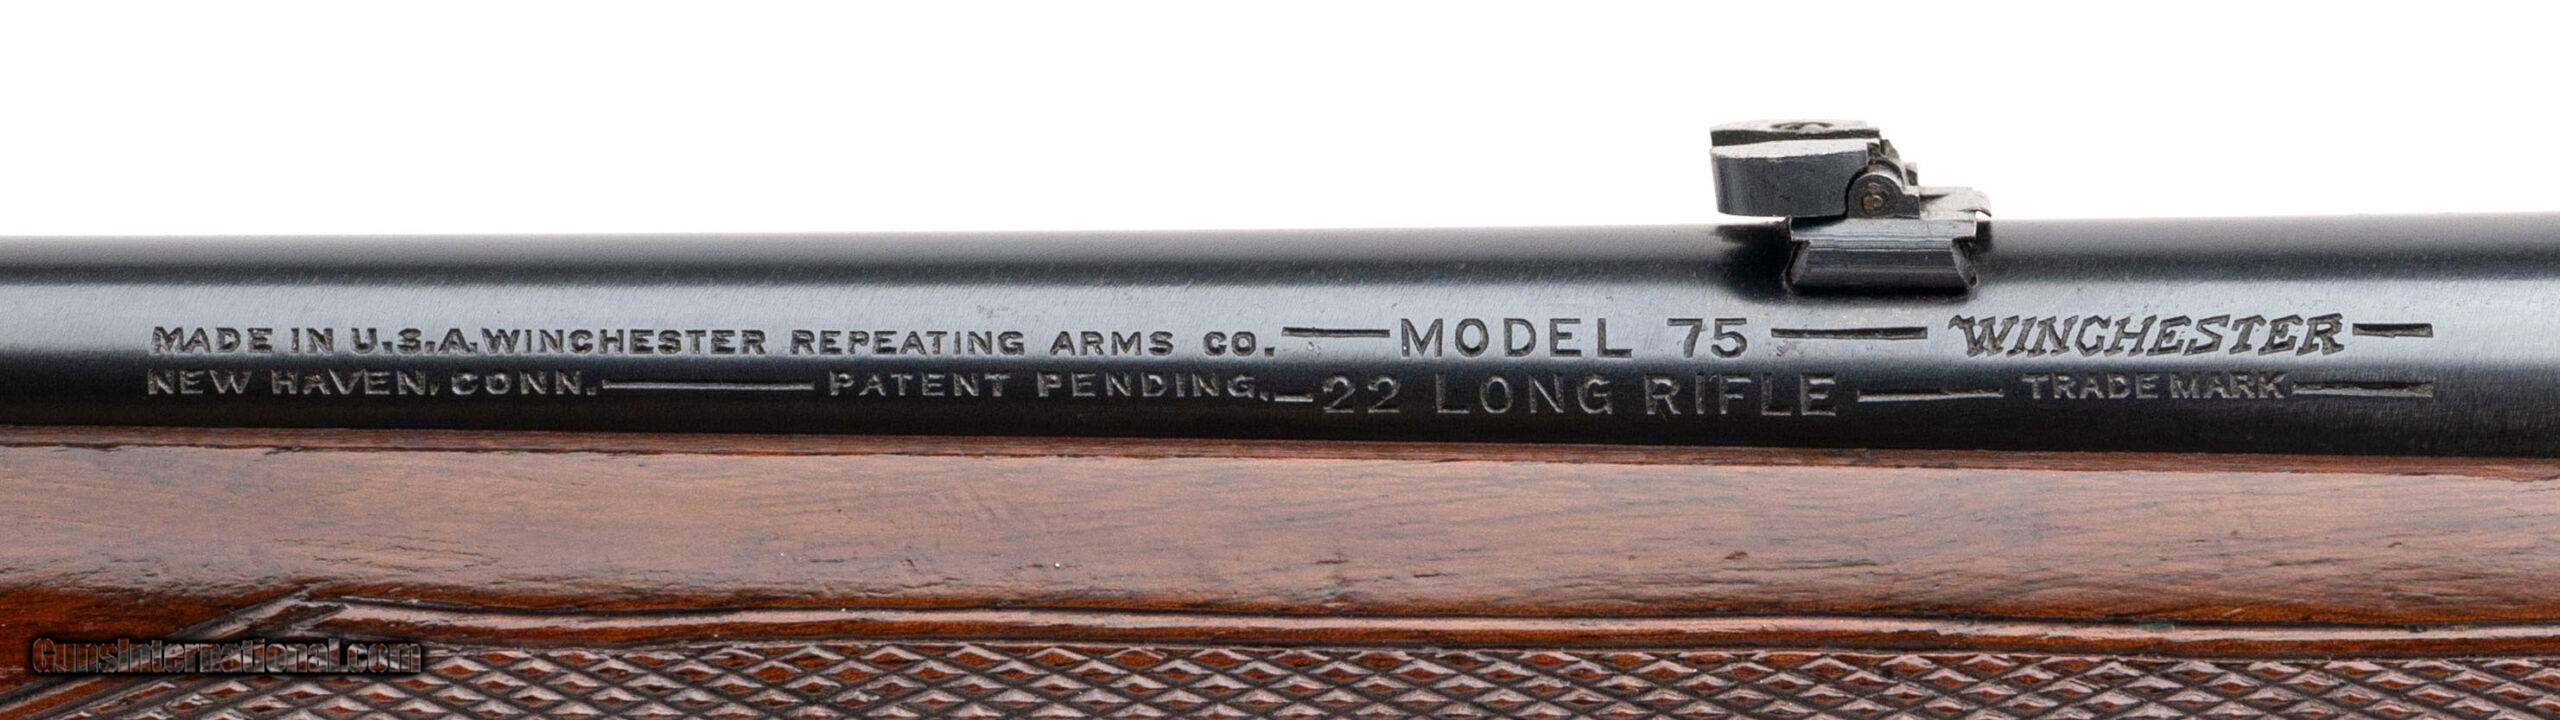 MADE IN U.S.A. WINCHESTER REPEATING ARMS CO. — MODEL 75 — WINCHESTER —
NEW HAVEN, CONN. — PATENT PENDING. — 22 LONG RIFLE — TRADE MARK —
GunsInternational.com